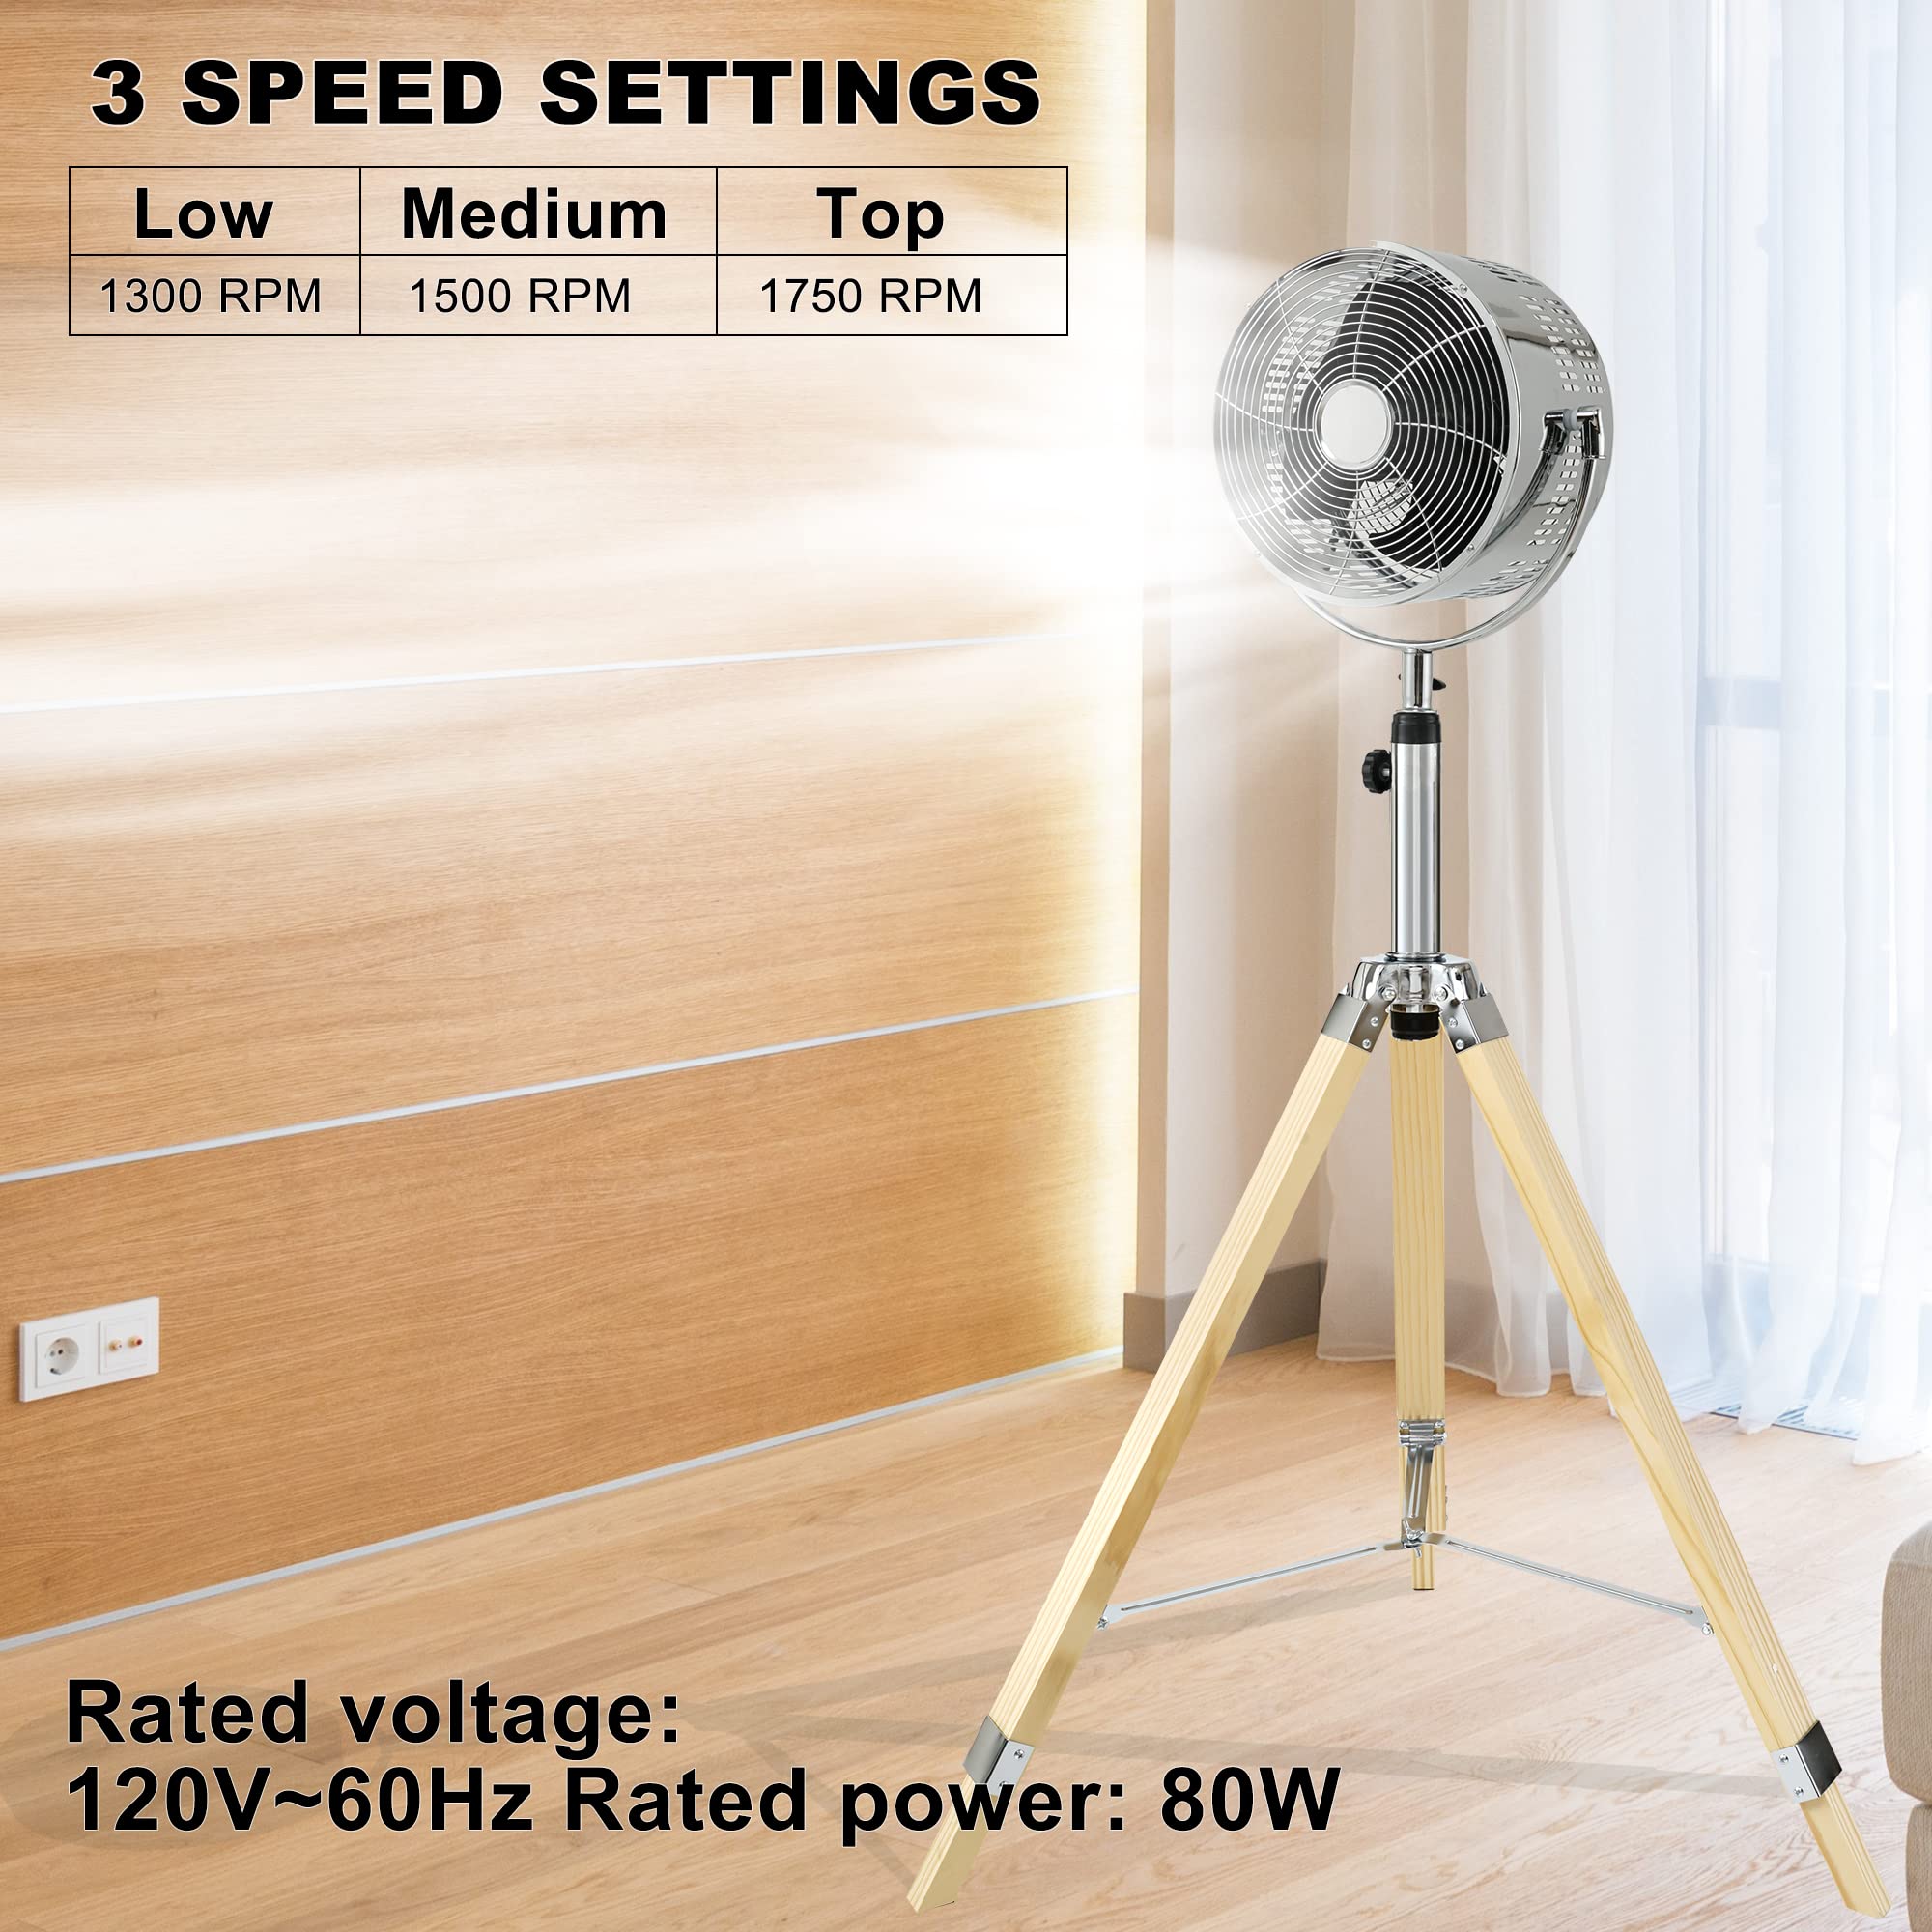 3 SPEED SETTINGS
Low Medium Top
1300 RPM 1500 RPM 1750 RPM
Rated voltage:
120V~60Hz Rated power: 80W